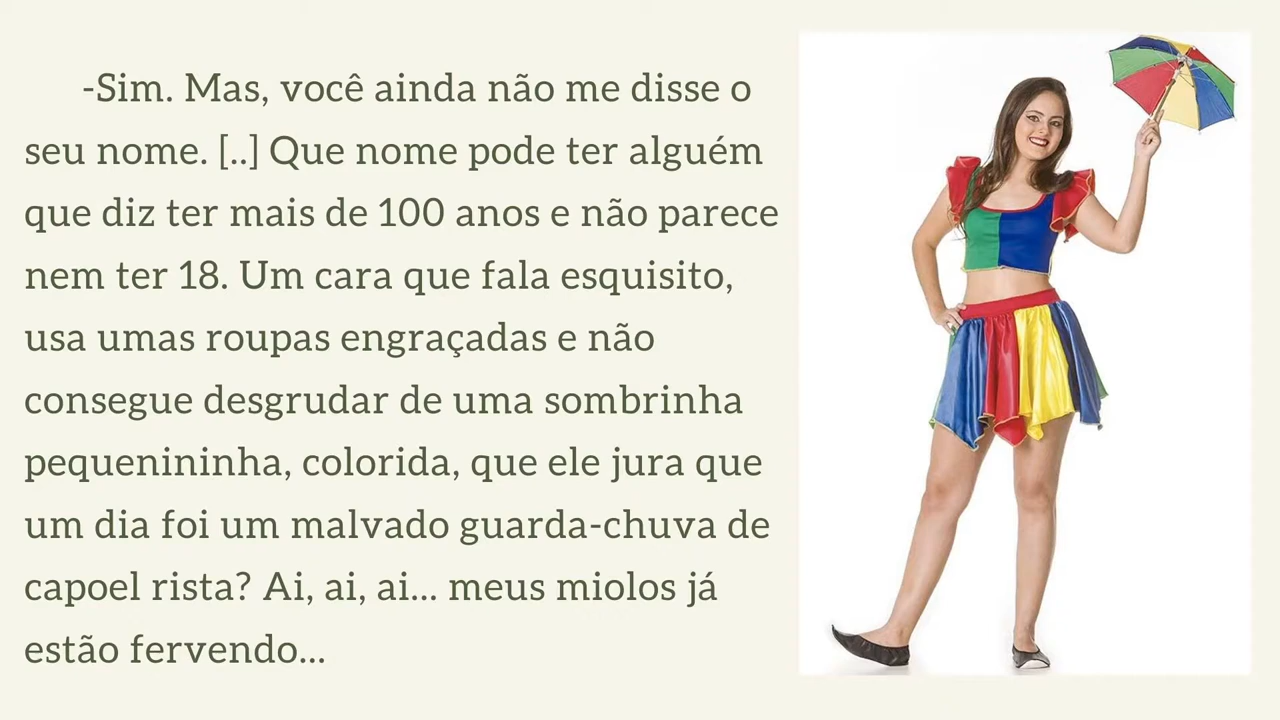 -Sim. Mas, você ainda não me disse o
seu nome. [..] Que nome pode ter alguém
que diz ter mais de 100 anos e não parece
nem ter 18. Um cara que fala esquisito,
usa umas roupas engraçadas e não
consegue desgrudar de uma sombrinha
pequenininha, colorida, que ele jura que
um dia foi um malvado guarda-chuva de
capoel rista? Ai, ai, ai... meus miolos já
estão fervendo...